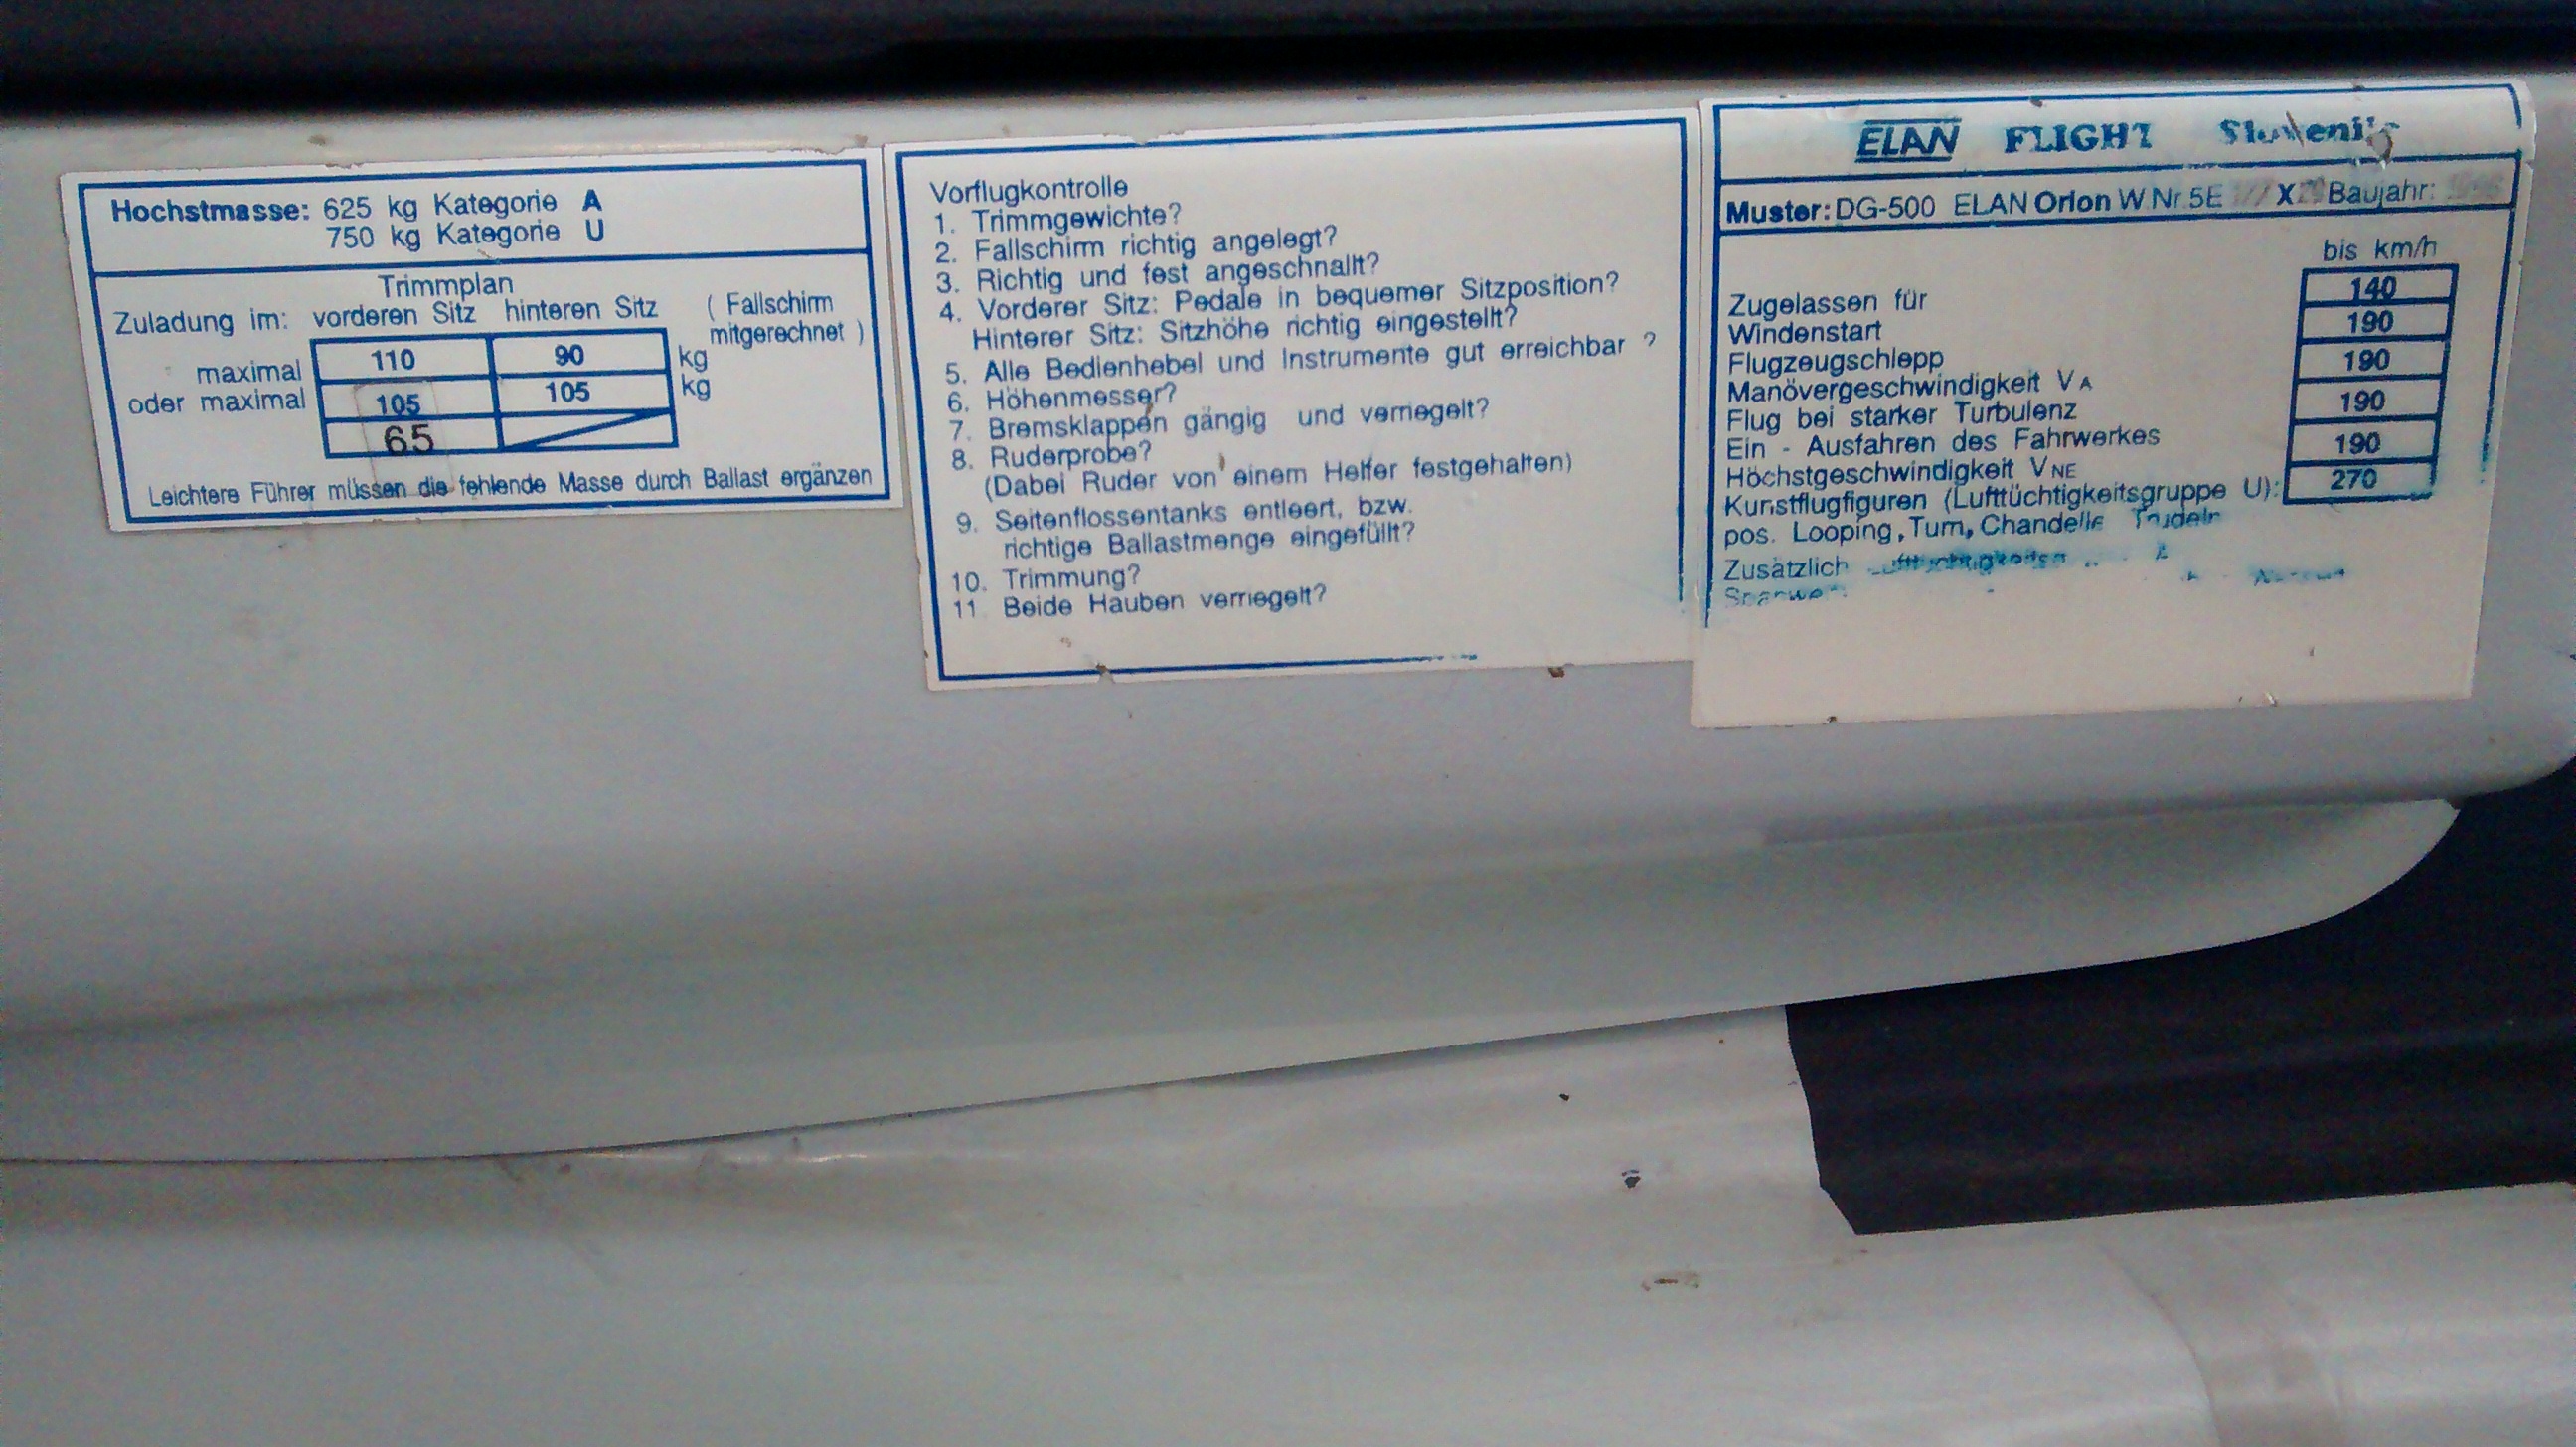 Hochstmasse: 625 kg Kategorie A
750 kg Kategorie U
Trimmplan
Zuladung im: vorderen Sitz hinteren Sitz ( Fallschirm
mitgerechnet )
maximal 110 90 kg
oder maximal 105 105 kg
65
Leichtere Führer müssen die fehlende Masse durch Ballast ergänzen
Vorflugkontrolle
1. Trimmgewichte?
2. Fallschirm richtig angelegt?
3. Richtig und fest angeschnallt?
4. Vorderer Sitz: Pedale in bequemer Sitzposition?
Hinterer Sitz: Sitzhöhe richtig eingestellt?
5. Alle Bedienhebel und Instrumente gut erreichbar ?
6. Höhenmesser?
7. Bremsklappen gängig und verriegelt?
8. Ruderprobe?
(Dabei Ruder von einem Helfer festgehalten)
9. Seitenflossentanks entleert, bzw.
richtige Ballastmenge eingefüllt?
10. Trimmung?
11. Beide Hauben verriegelt?
ELAN FLIGHT Slovenija
Muster: DG-500 ELAN Orion W.Nr.5E X Baujahr:
bis km/h
Zugelassen für 140
Windenstart 190
Flugzeugschlepp 190
Manövergeschwindigkeit VA 190
Flug bei starker Turbulenz 190
Ein - Ausfahren des Fahrwerkes 270
Höchstgeschwindigkeit VNE
Kunstflugfiguren (Lufttüchtigkeitsgruppe U):
pos. Looping, Turn, Chandelle Trudeln
Zusätzlich